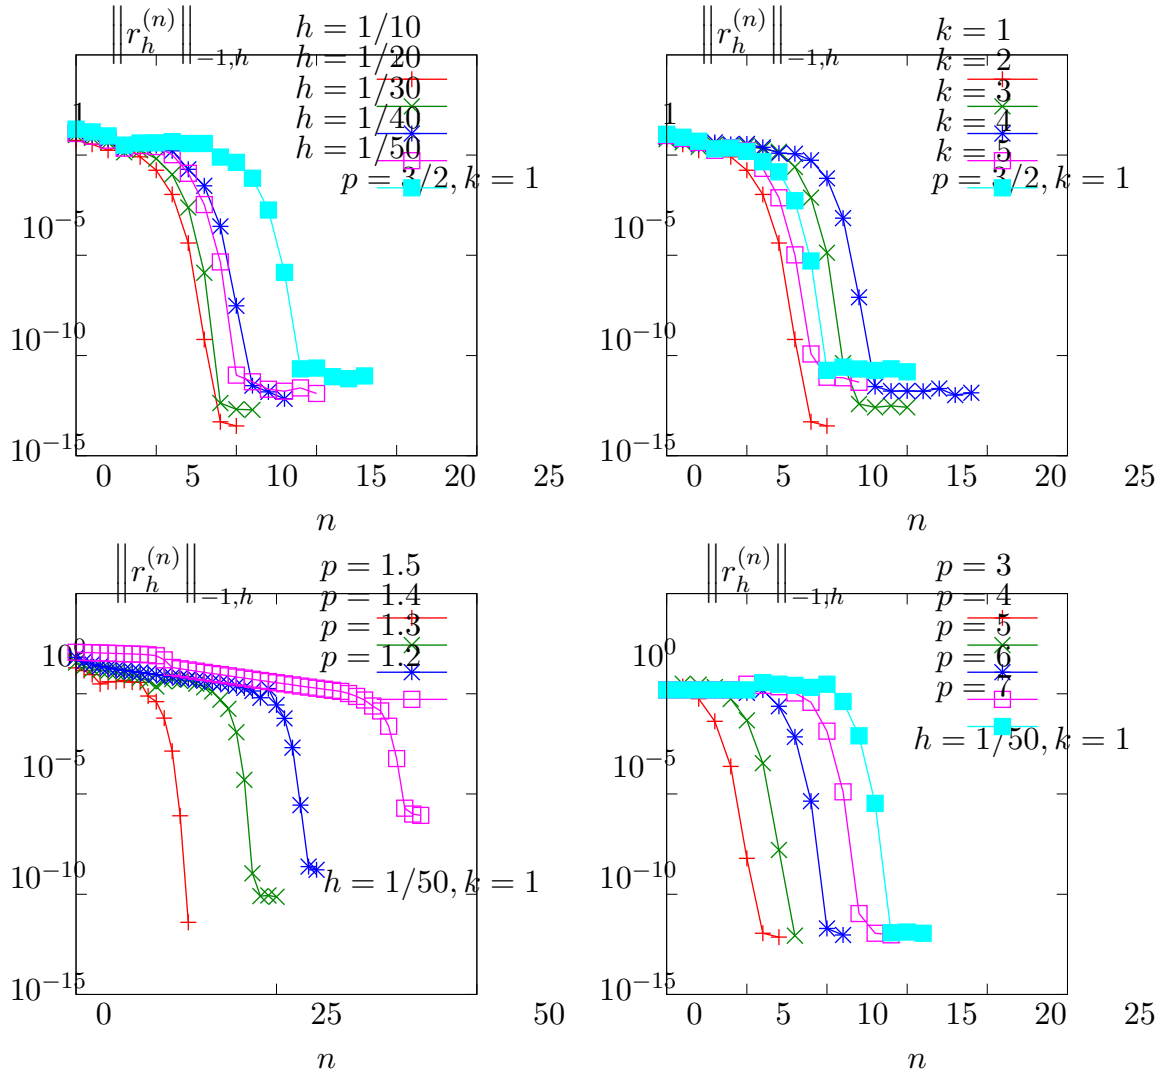 ‖r_h^{(n)}‖_{−1,h}
h = 1/10
h = 1/20
h = 1/30
h = 1/40
h = 1/50
p = 3/2, k = 1
1
10^{−5}
10^{−10}
10^{−15}
0 5 10 15 20 25
n
‖r_h^{(n)}‖_{−1,h}
k = 1
k = 2
k = 3
k = 4
k = 5
p = 3/2, k = 1
1
10^{−5}
10^{−10}
10^{−15}
0 5 10 15 20 25
n
‖r_h^{(n)}‖_{−1,h}
p = 1.5
p = 1.4
p = 1.3
p = 1.2
h = 1/50, k = 1
10^0
10^{−5}
10^{−10}
10^{−15}
0 25 50
n
‖r_h^{(n)}‖_{−1,h}
p = 3
p = 4
p = 5
p = 6
p = 7
h = 1/50, k = 1
10^0
10^{−5}
10^{−10}
10^{−15}
0 5 10 15 20 25
n